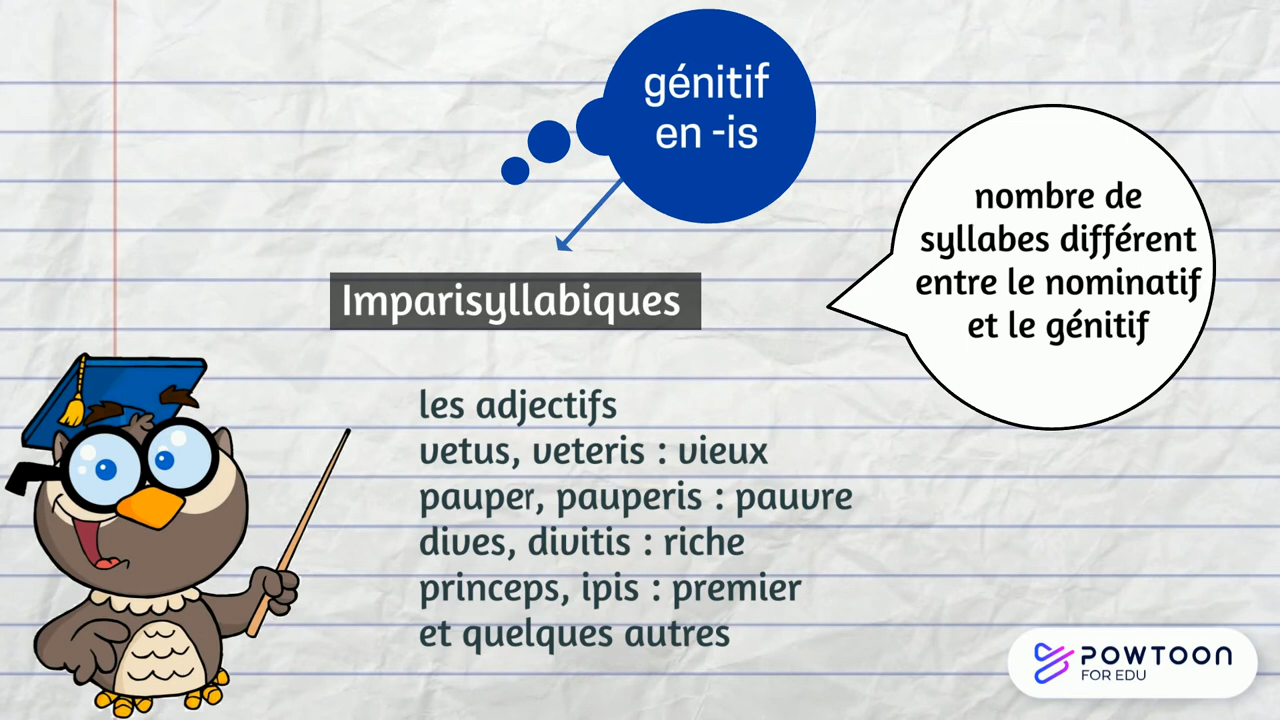 génitif
en -is
nombre de
syllabes différent
entre le nominatif
et le génitif
Imparisyllabiques
les adjectifs
vetus, veteris : vieux
pauper, pauperis : pauvre
dives, divitis : riche
princeps, ipis : premier
et quelques autres
POWTOON
FOR EDU